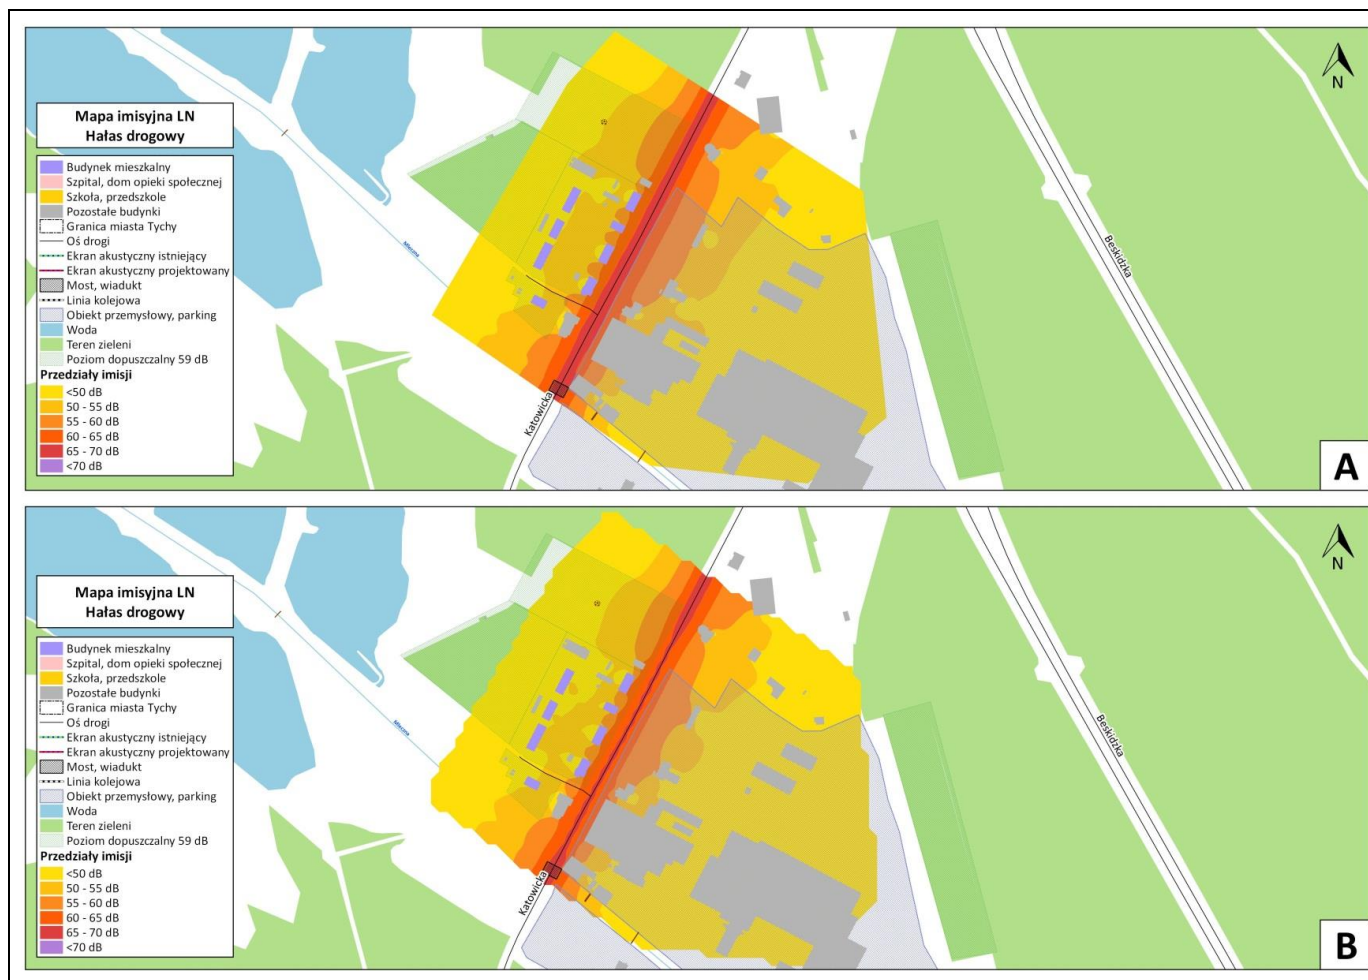 Mapa imisyjna LN
Hałas drogowy
Budynek mieszkalny
Szpital, dom opieki społecznej
Szkoła, przedszkole
Pozostałe budynki
Granica miasta Tychy
Oś drogi
Ekran akustyczny istniejący
Ekran akustyczny projektowany
Most, wiadukt
Linia kolejowa
Obiekt przemysłowy, parking
Woda
Teren zieleni
Poziom dopuszczalny 59 dB
Przedziały imisji
<50 dB
50 - 55 dB
55 - 60 dB
60 - 65 dB
65 - 70 dB
<70 dB
Mleczna
Katowicka
Beskidzka
N
A
Mapa imisyjna LN
Hałas drogowy
Budynek mieszkalny
Szpital, dom opieki społecznej
Szkoła, przedszkole
Pozostałe budynki
Granica miasta Tychy
Oś drogi
Ekran akustyczny istniejący
Ekran akustyczny projektowany
Most, wiadukt
Linia kolejowa
Obiekt przemysłowy, parking
Woda
Teren zieleni
Poziom dopuszczalny 59 dB
Przedziały imisji
<50 dB
50 - 55 dB
55 - 60 dB
60 - 65 dB
65 - 70 dB
<70 dB
Mleczna
Katowicka
Beskidzka
N
B